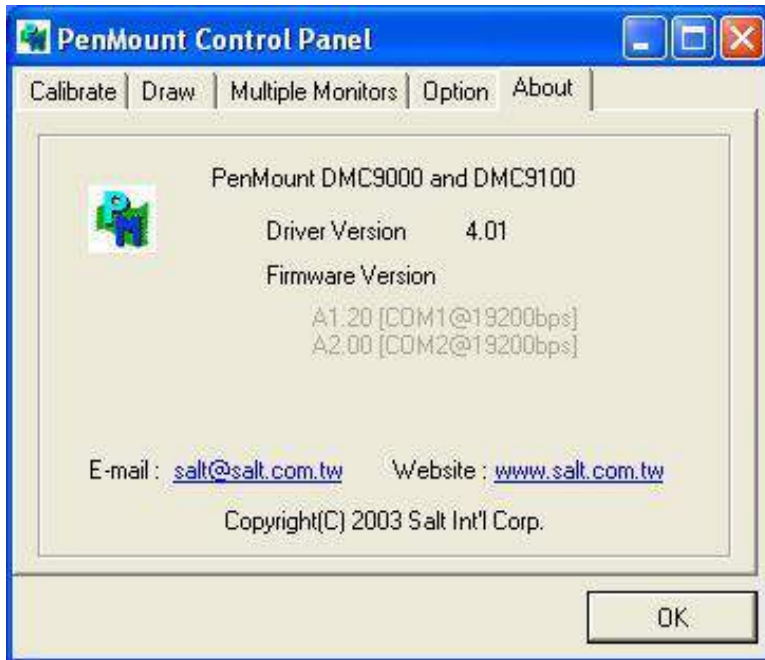 PenMount Control Panel
Calibrate Draw Multiple Monitors Option About
PenMount DMC9000 and DMC9100
PM
Driver Version 4.01
Firmware Version
A1.20 [COM1@19200bps]
A2.00 [COM2@19200bps]
E-mail : salt@salt.com.tw Website : www.salt.com.tw
Copyright(C) 2003 Salt Int'l Corp.
OK